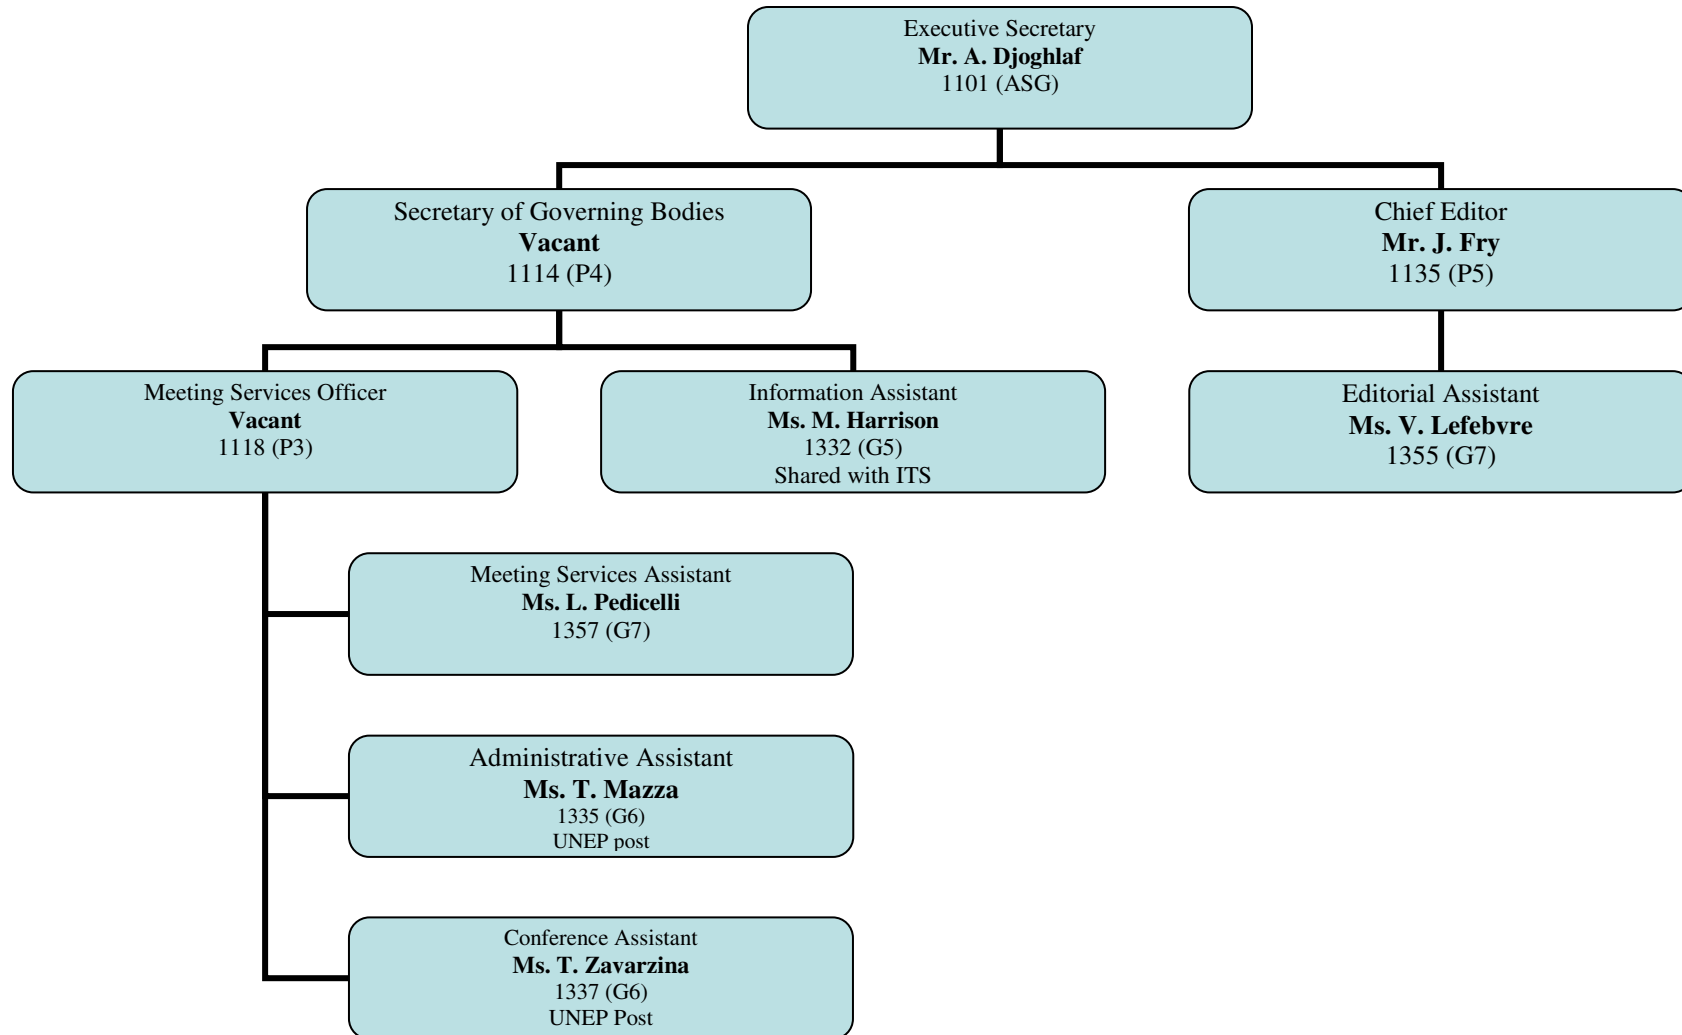 Executive Secretary
Mr. A. Djoghlaf
1101 (ASG)
Secretary of Governing Bodies
Vacant
1114 (P4)
Chief Editor
Mr. J. Fry
1135 (P5)
Meeting Services Officer
Vacant
1118 (P3)
Information Assistant
Ms. M. Harrison
1332 (G5)
Shared with ITS
Editorial Assistant
Ms. V. Lefebvre
1355 (G7)
Meeting Services Assistant
Ms. L. Pedicelli
1357 (G7)
Administrative Assistant
Ms. T. Mazza
1335 (G6)
UNEP post
Conference Assistant
Ms. T. Zavarzina
1337 (G6)
UNEP Post